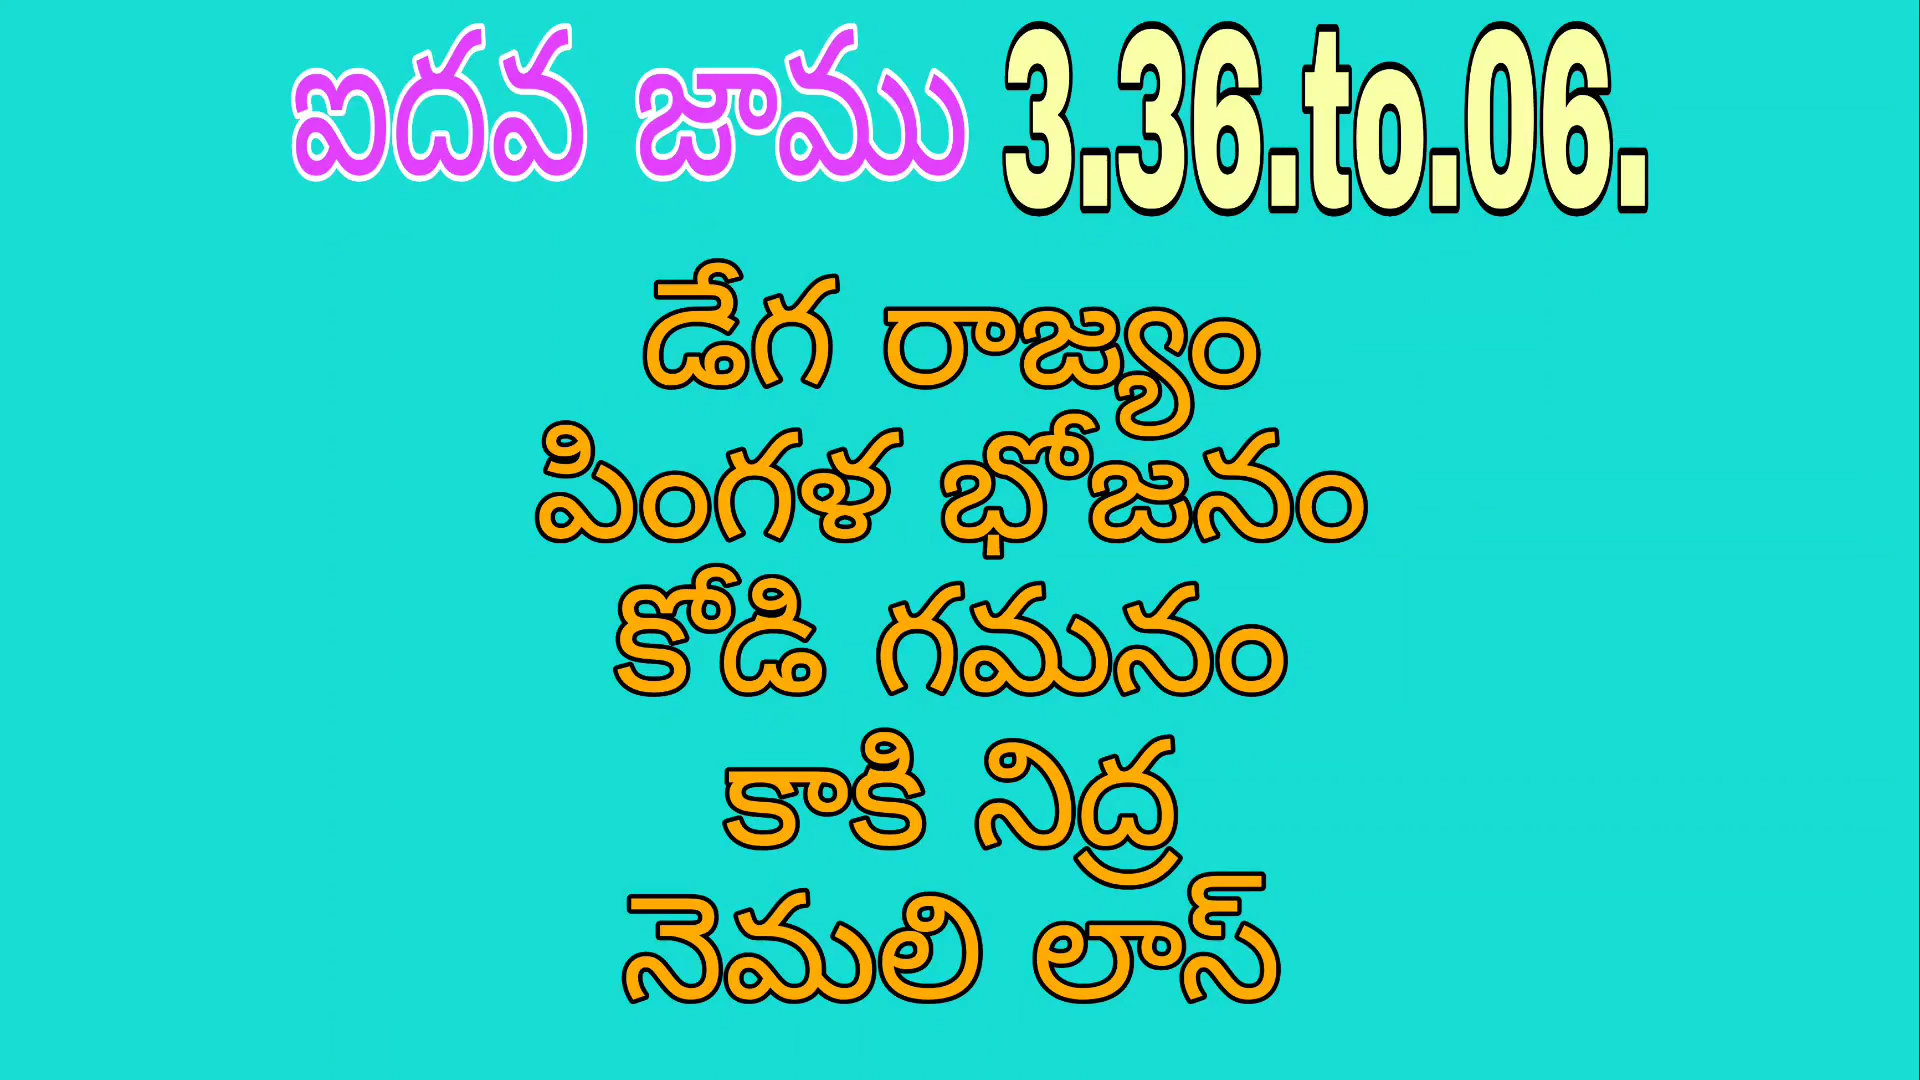 ఐదవ జాము 3.36.to.06.
డేగ రాజ్యం
పింగళ భోజనం
కోడి గమనం
కాకి నిద్ర
నెమలి లాస్